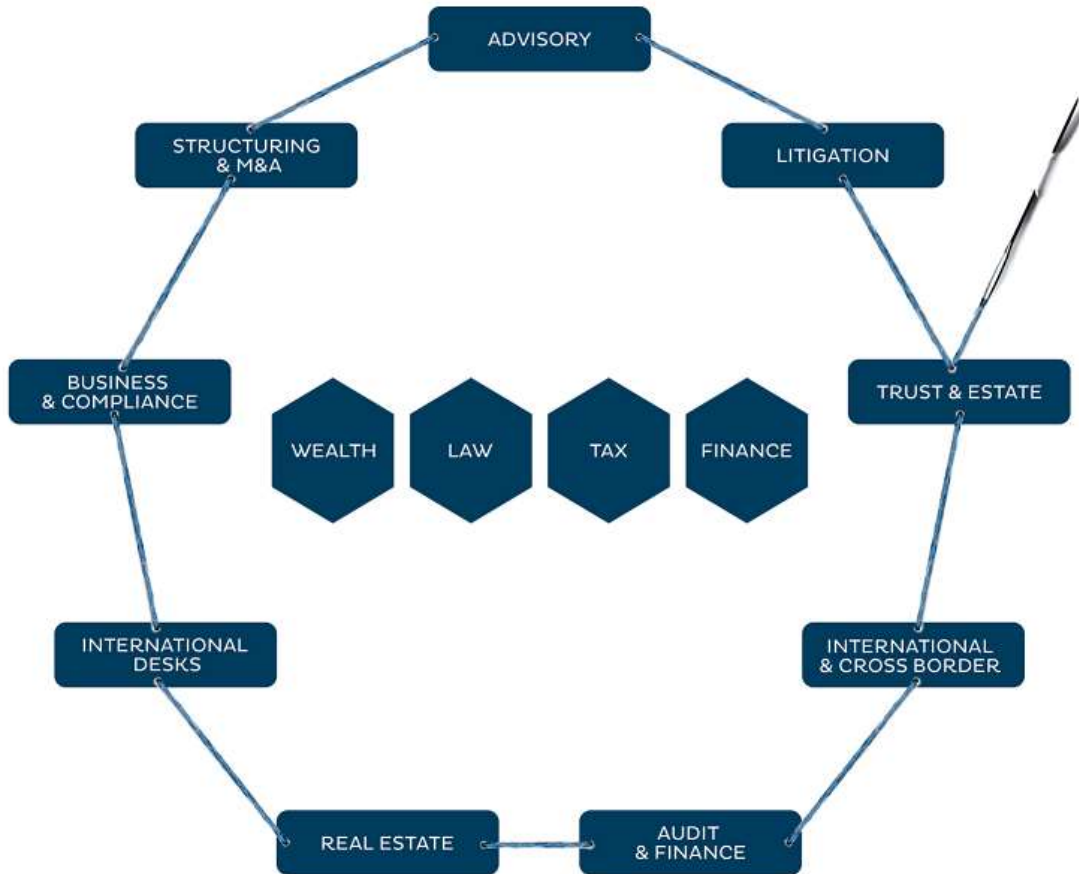 ADVISORY
STRUCTURING
& M&A
LITIGATION
BUSINESS
& COMPLIANCE
TRUST & ESTATE
WEALTH
LAW
TAX
FINANCE
INTERNATIONAL
DESKS
INTERNATIONAL
& CROSS BORDER
REAL ESTATE
AUDIT
& FINANCE